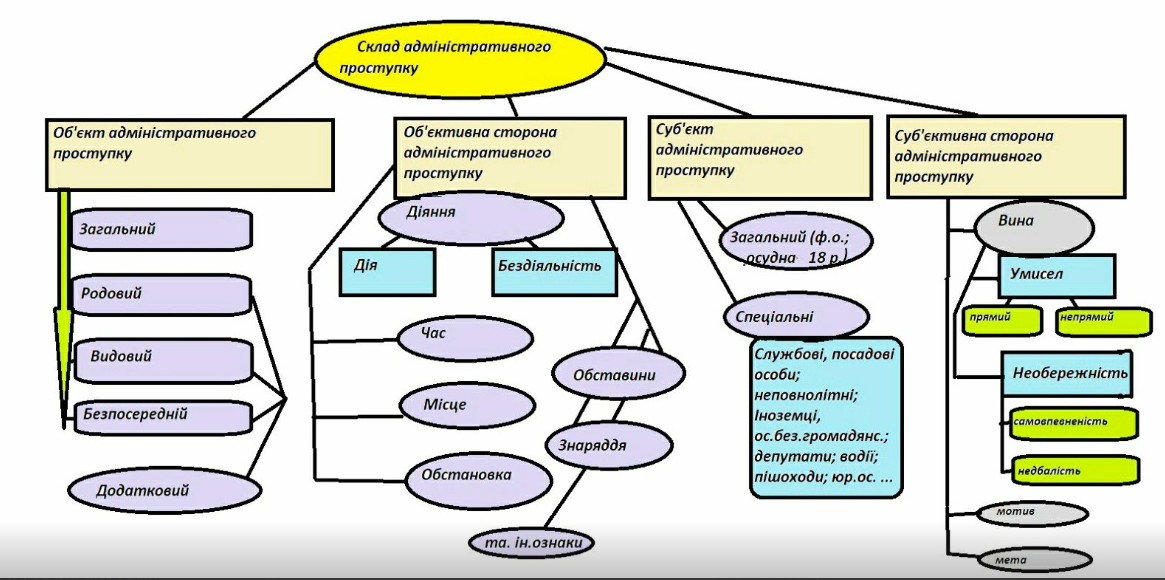 Склад адміністративного
проступку
Об'єкт адміністративного
проступку
Загальний
Родовий
Видовий
Безпосередній
Додатковий
Об'єктивна сторона
адміністративного
проступку
Діяння
Дія
Бездіяльність
Час
Місце
Обстановка
Обставини
Знаряддя
та. ін.ознаки
Суб'єкт
адміністративного
проступку
Загальний (ф.о.;
осудна 18 р.)
Спеціальні
Службові, посадові
особи;
неповнолітні;
Іноземці,
ос.без.громадянс.;
депутати; водії;
пішоходи; юр.ос. ...
Суб'єктивна сторона
адміністративного
проступку
Вина
Умисел
прямий
непрямий
Необережність
самовпевненість
недбалість
мотив
мета